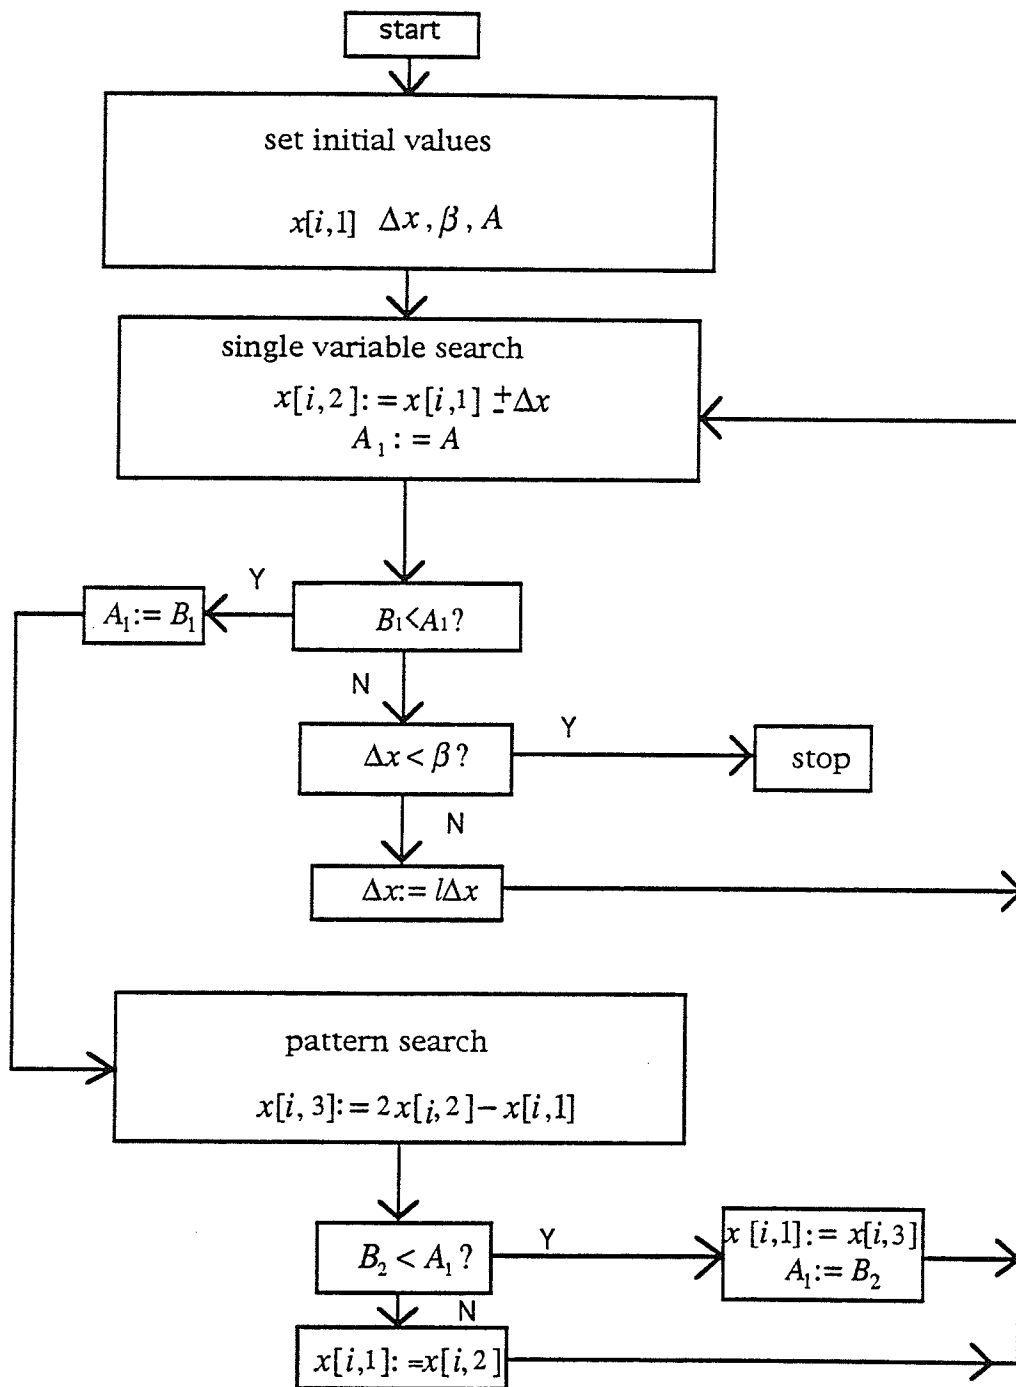 start
set initial values
x[i,1] Δx, β, A
single variable search
x[i,2]:=x[i,1] ±Δx
A₁:=A
Y
A₁:=B₁
B₁<A₁?
N
Δx<β?
Y
stop
N
Δx:=lΔx
pattern search
x[i,3]:=2x[i,2]−x[i,1]
B₂<A₁?
Y
x[i,1]:=x[i,3]
A₁:=B₂
N
x[i,1]:=x[i,2]